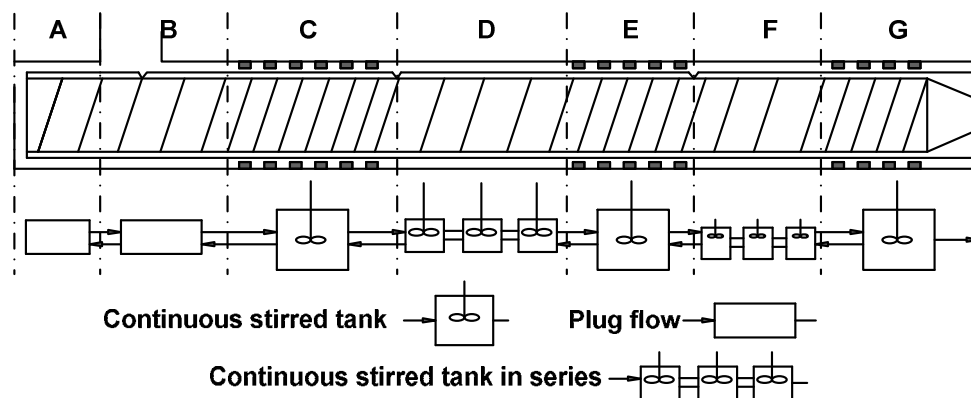 A B C D E F G
Continuous stirred tank Plug flow
Continuous stirred tank in series